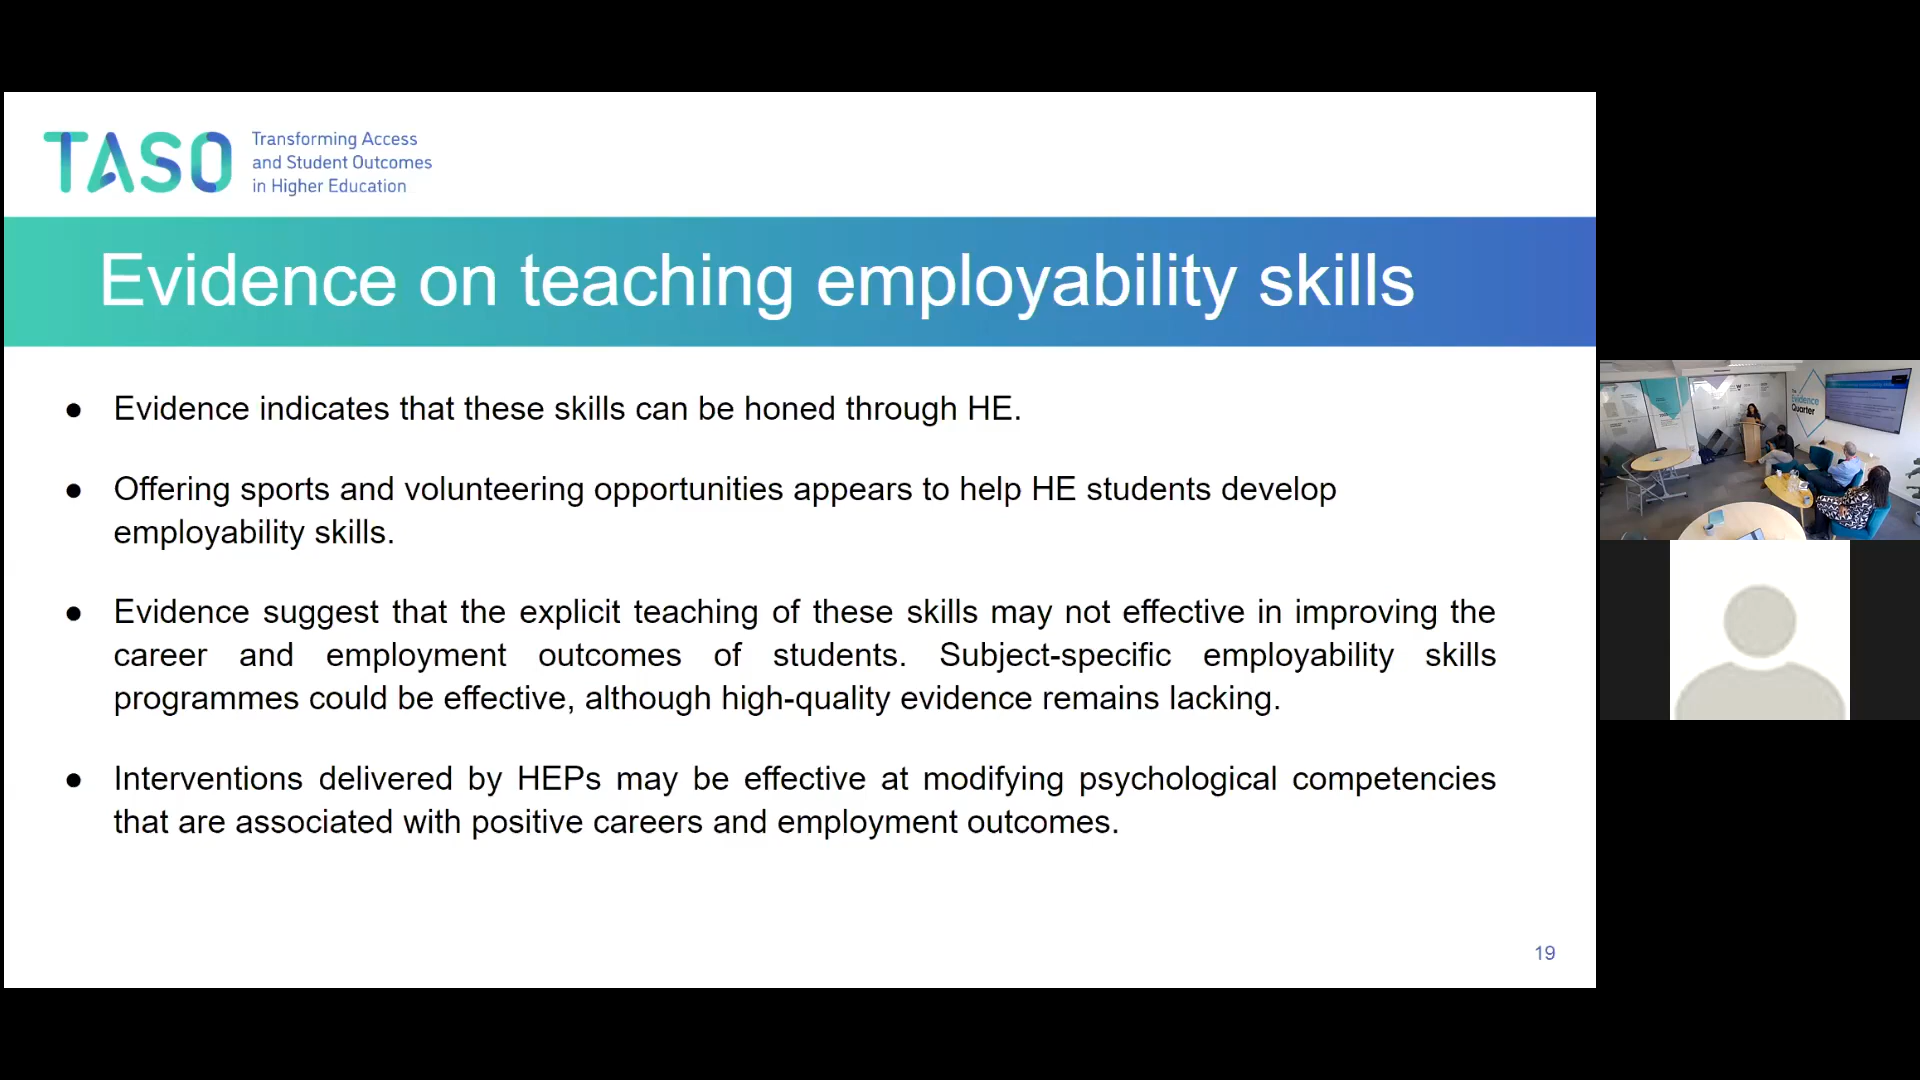 TASO
Transforming Access
and Student Outcomes
in Higher Education
Evidence on teaching employability skills
● Evidence indicates that these skills can be honed through HE.
● Offering sports and volunteering opportunities appears to help HE students develop
employability skills.
● Evidence suggest that the explicit teaching of these skills may not effective in improving the
career and employment outcomes of students. Subject-specific employability skills
programmes could be effective, although high-quality evidence remains lacking.
● Interventions delivered by HEPs may be effective at modifying psychological competencies
that are associated with positive careers and employment outcomes.
19
Evidence
Quarter